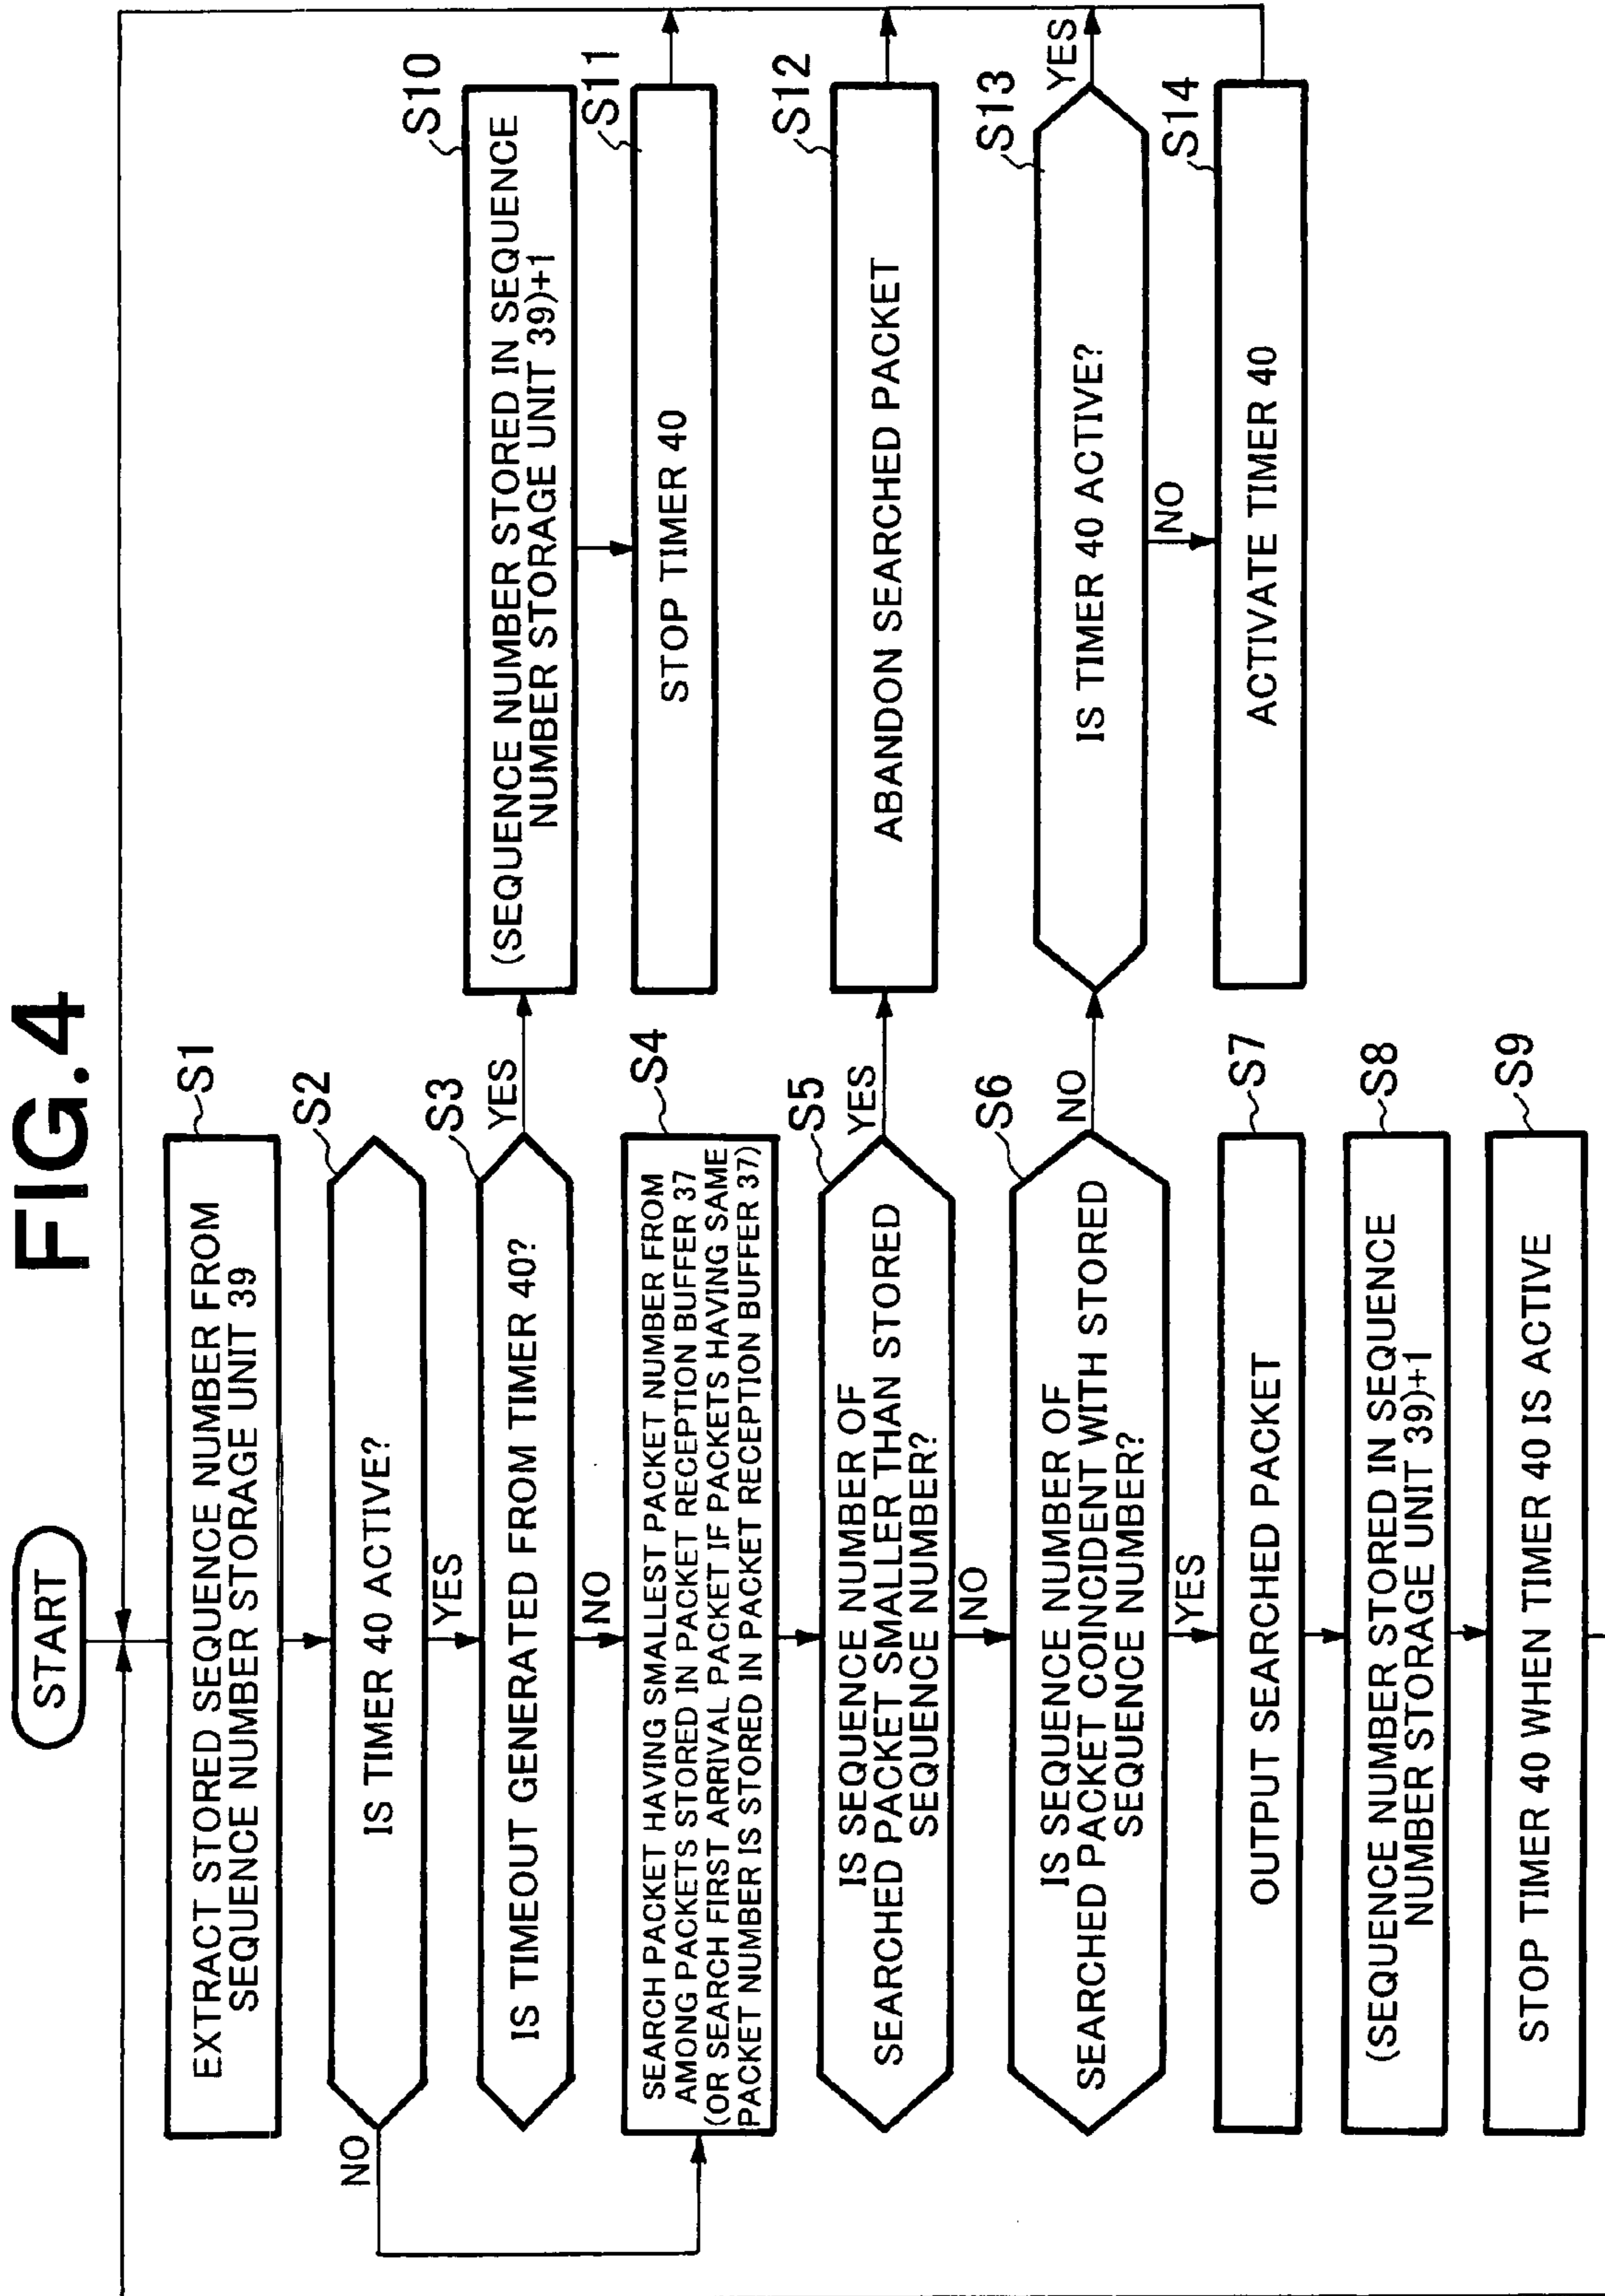 FIG.4
START
S1
EXTRACT STORED SEQUENCE NUMBER FROM
SEQUENCE NUMBER STORAGE UNIT 39
S2
IS TIMER 40 ACTIVE?
NO
YES
S3
IS TIMEOUT GENERATED FROM TIMER 40?
YES
NO
S10
(SEQUENCE NUMBER STORED IN SEQUENCE
NUMBER STORAGE UNIT 39)+1
S11
STOP TIMER 40
S4
SEARCH PACKET HAVING SMALLEST PACKET NUMBER FROM
AMONG PACKETS STORED IN PACKET RECEPTION BUFFER 37
(OR SEARCH FIRST ARRIVAL PACKET IF PACKETS HAVING SAME
PACKET NUMBER IS STORED IN PACKET RECEPTION BUFFER 37)
S5
IS SEQUENCE NUMBER OF
SEARCHED PACKET SMALLER THAN STORED
SEQUENCE NUMBER?
YES
NO
S12
ABANDON SEARCHED PACKET
S6
IS SEQUENCE NUMBER OF
SEARCHED PACKET COINCIDENT WITH STORED
SEQUENCE NUMBER?
NO
YES
S13
IS TIMER 40 ACTIVE?
YES
NO
S14
ACTIVATE TIMER 40
S7
OUTPUT SEARCHED PACKET
S8
(SEQUENCE NUMBER STORED IN SEQUENCE
NUMBER STORAGE UNIT 39)+1
S9
STOP TIMER 40 WHEN TIMER 40 IS ACTIVE